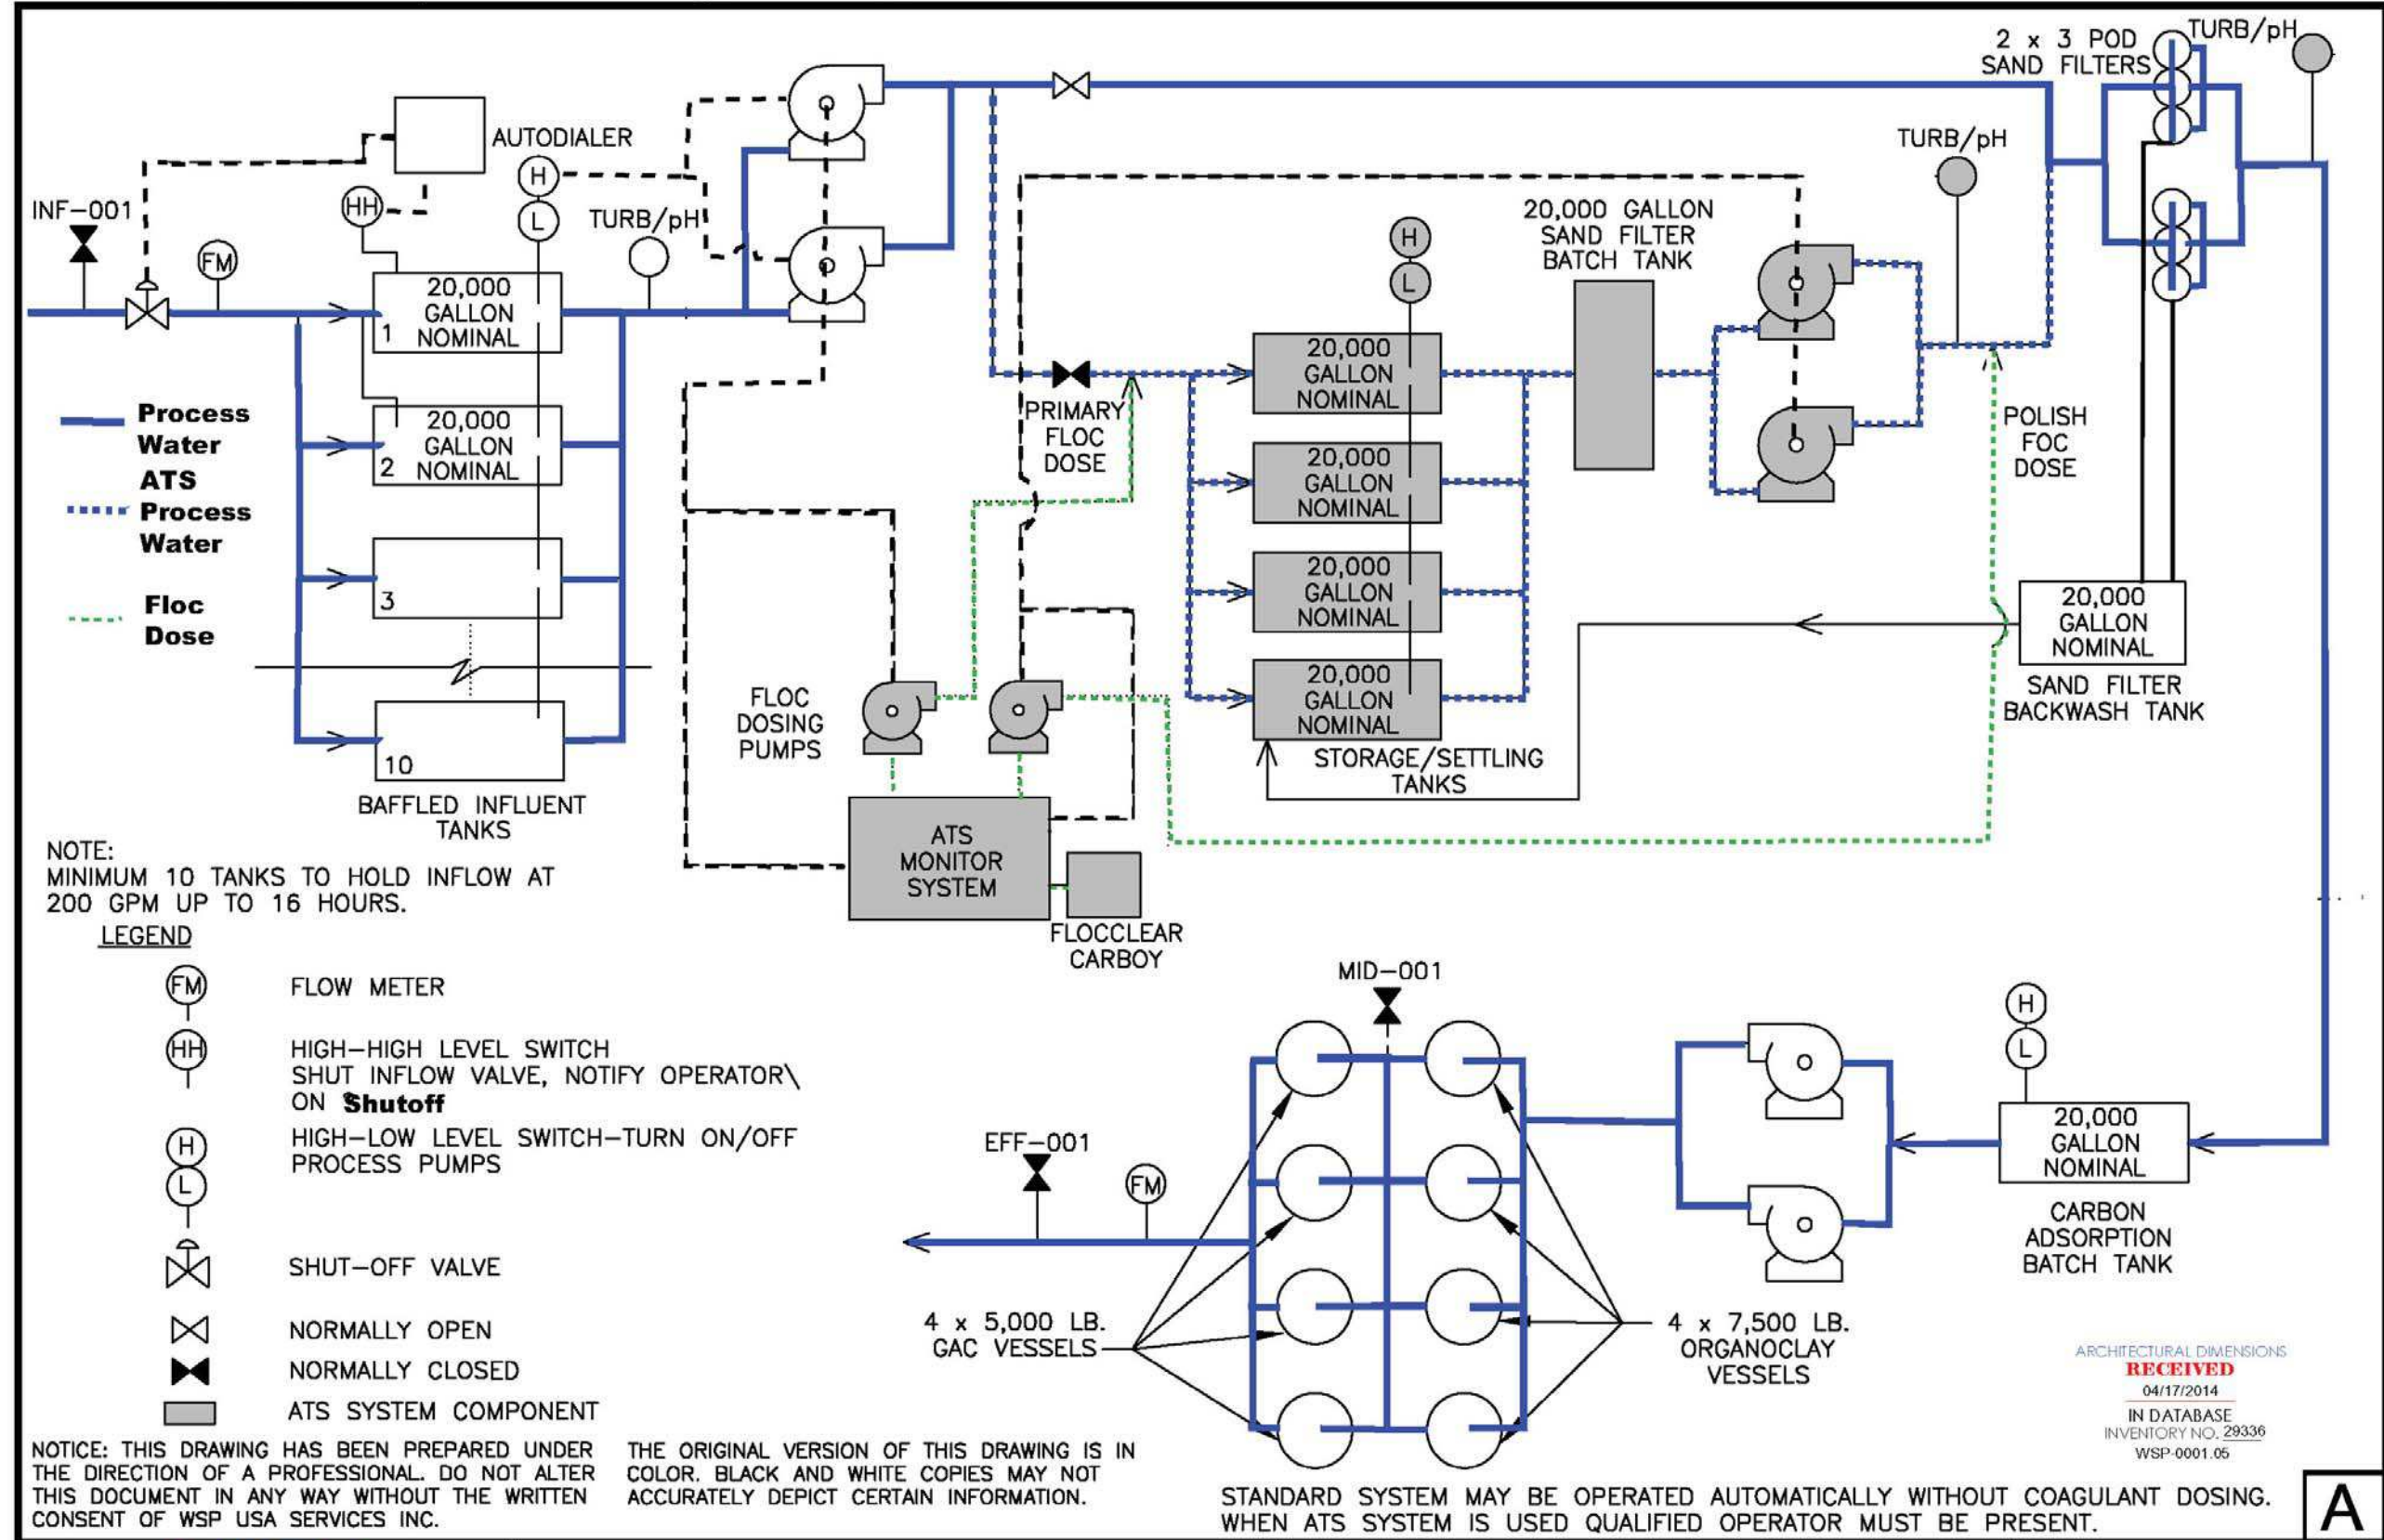 2 x 3 POD
SAND FILTERS
TURB/pH
AUTODIALER
H
L
HH
INF-001
FM
TURB/pH
TURB/pH
20,000
GALLON
NOMINAL
1
20,000
GALLON
NOMINAL
2
3
10
BAFFLED INFLUENT
TANKS
Process
Water
ATS
Process
Water
Floc
Dose
PRIMARY
FLOC
DOSE
H
L
20,000 GALLON
SAND FILTER
BATCH TANK
20,000
GALLON
NOMINAL
20,000
GALLON
NOMINAL
20,000
GALLON
NOMINAL
20,000
GALLON
NOMINAL
STORAGE/SETTLING
TANKS
POLISH
FOC
DOSE
20,000
GALLON
NOMINAL
SAND FILTER
BACKWASH TANK
FLOC
DOSING
PUMPS
ATS
MONITOR
SYSTEM
FLOCCLEAR
CARBOY
NOTE:
MINIMUM 10 TANKS TO HOLD INFLOW AT
200 GPM UP TO 16 HOURS.
LEGEND
FM
FLOW METER
HH
HIGH-HIGH LEVEL SWITCH
SHUT INFLOW VALVE, NOTIFY OPERATOR\
ON Shutoff
H
L
HIGH-LOW LEVEL SWITCH-TURN ON/OFF
PROCESS PUMPS
SHUT-OFF VALVE
NORMALLY OPEN
NORMALLY CLOSED
ATS SYSTEM COMPONENT
MID-001
EFF-001
FM
4 x 5,000 LB.
GAC VESSELS
4 x 7,500 LB.
ORGANOCLAY
VESSELS
H
L
20,000
GALLON
NOMINAL
CARBON
ADSORPTION
BATCH TANK
ARCHITECTURAL DIMENSIONS
RECEIVED
04/17/2014
IN DATABASE
INVENTORY NO. 29336
WSP-0001.05
NOTICE: THIS DRAWING HAS BEEN PREPARED UNDER
THE DIRECTION OF A PROFESSIONAL. DO NOT ALTER
THIS DOCUMENT IN ANY WAY WITHOUT THE WRITTEN
CONSENT OF WSP USA SERVICES INC.
THE ORIGINAL VERSION OF THIS DRAWING IS IN
COLOR. BLACK AND WHITE COPIES MAY NOT
ACCURATELY DEPICT CERTAIN INFORMATION.
STANDARD SYSTEM MAY BE OPERATED AUTOMATICALLY WITHOUT COAGULANT DOSING.
WHEN ATS SYSTEM IS USED QUALIFIED OPERATOR MUST BE PRESENT.
A